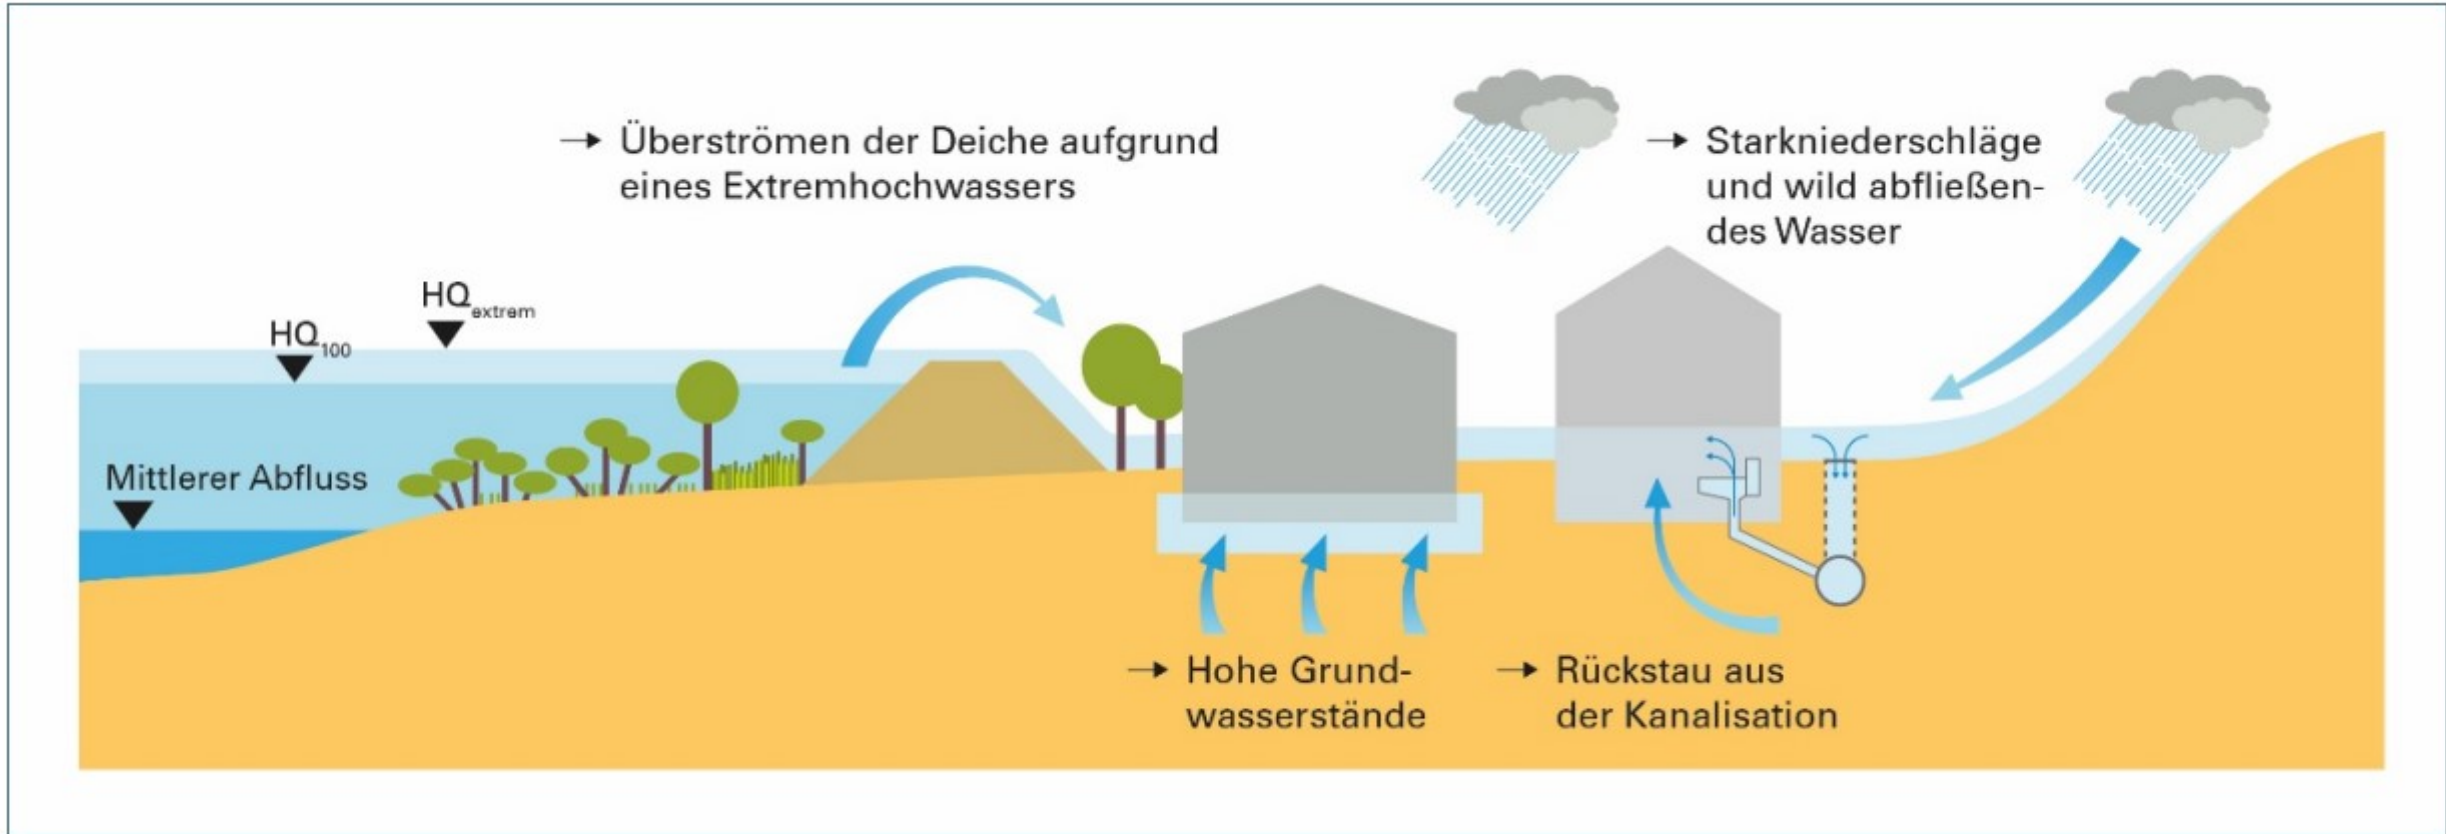 → Überströmen der Deiche aufgrund
eines Extremhochwassers
→ Starkniederschläge
und wild abfließen-
des Wasser
HQextrem
HQ100
Mittlerer Abfluss
→ Hohe Grund-
wasserstände
→ Rückstau aus
der Kanalisation